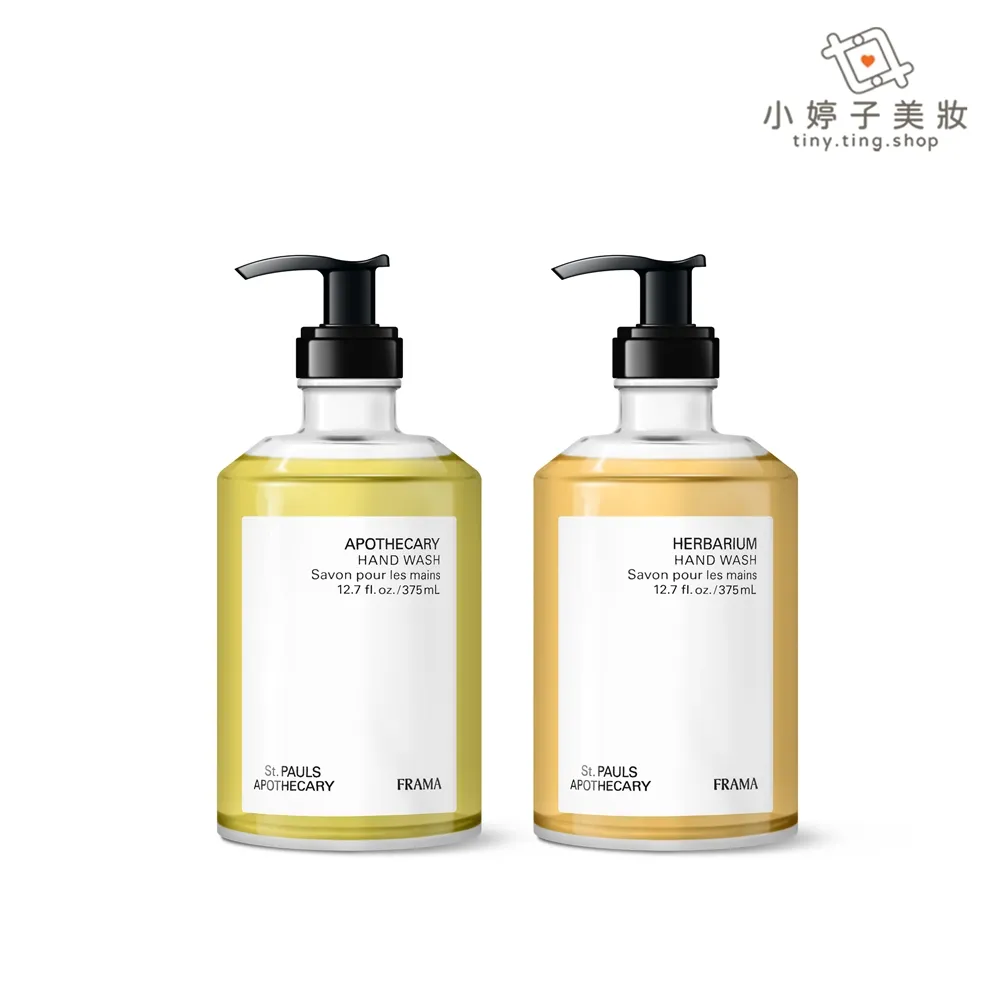 小婷子美妝
tiny.ting.shop
APOTHECARY
HAND WASH
Savon pour les mains
12.7 fl.oz./375mL
St. PAULS
APOTHECARY
FRAMA
HERBARIUM
HAND WASH
Savon pour les mains
12.7 fl.oz./375mL
St. PAULS
APOTHECARY
FRAMA